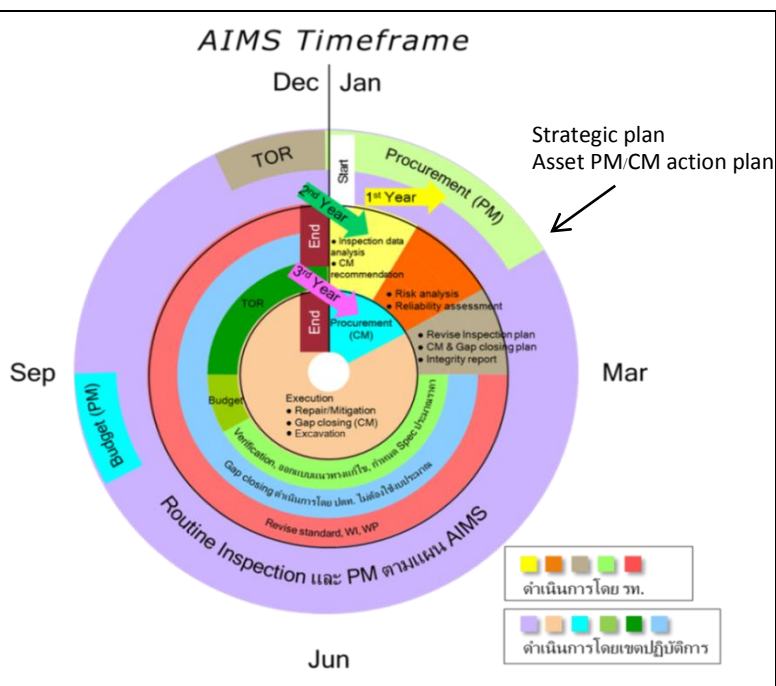 AIMS Timeframe
Dec
Jan
Strategic plan
Asset PM/CM action plan
TOR
Start
Procurement (PM)
1st Year
2nd Year
End
● Inspection data
analysis
● CM
recommendation
● Risk analysis
● Reliability assessment
3rd Year
TOR
End
Procurement
(CM)
● Revise Inspection plan
● CM & Gap closing plan
● Integrity report
Sep
Mar
Budget (PM)
Budget
Execution
● Repair/Mitigation
● Gap closing (CM)
● Excavation
Verification, ออกแบบแนวทางแก้ไข, กำหนด Spec ประมาณราคา
Gap closing ดำเนินการโดย ปตท. ไม่ต้องใช้งบประมาณ
Revise standard, WI, WP
Routine Inspection และ PM ตามแผน AIMS
ดำเนินการโดย รท.
ดำเนินการโดยเขตปฏิบัติการ
Jun